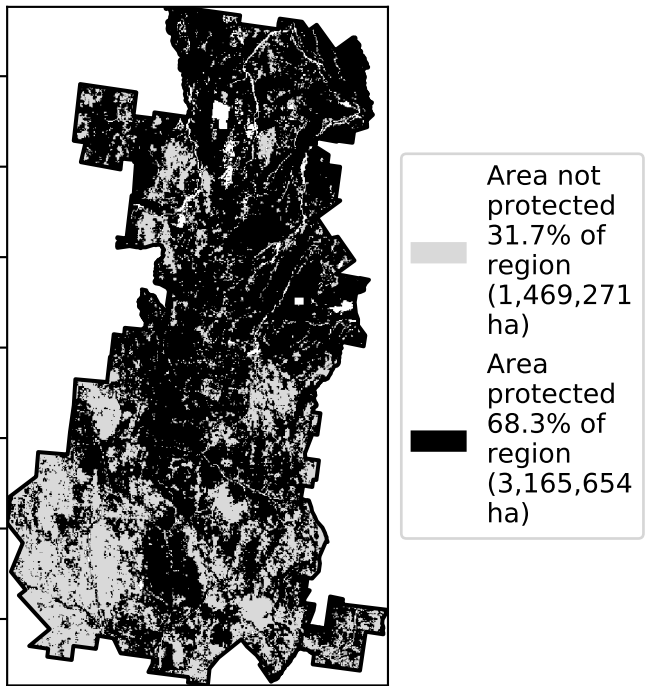 Area not
protected
31.7% of
region
(1,469,271
ha)
Area
protected
68.3% of
region
(3,165,654
ha)